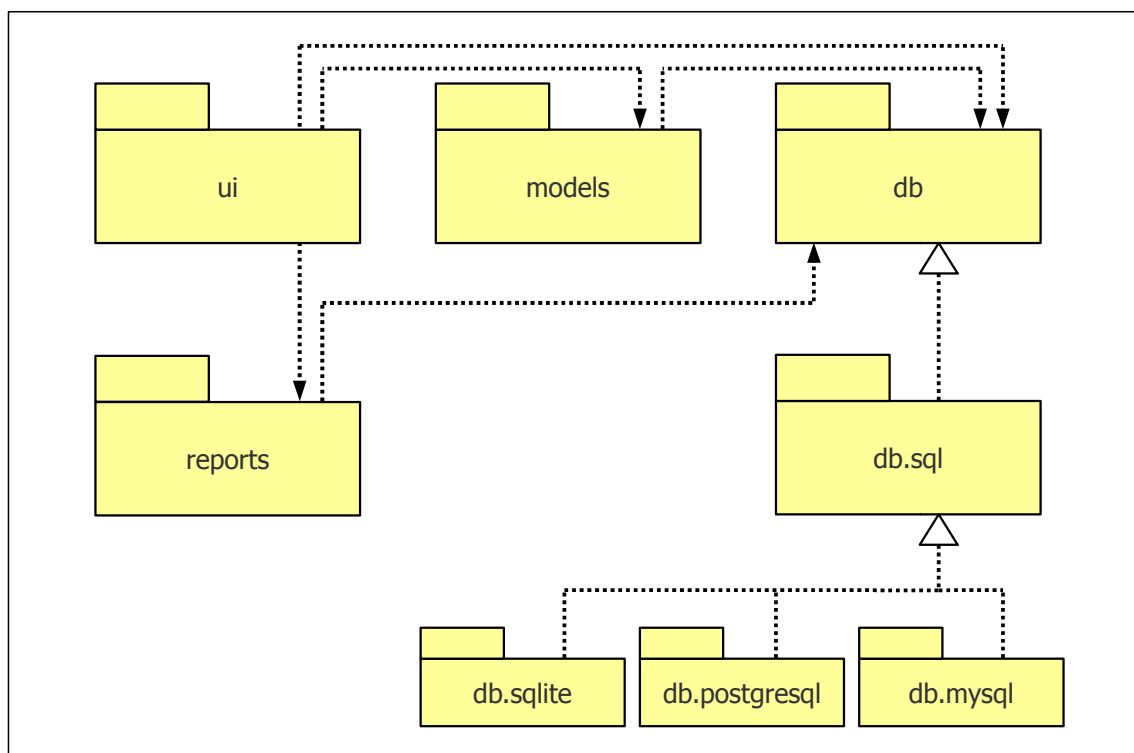 ui
models
db
reports
db.sql
db.sqlite
db.postgresql
db.mysql